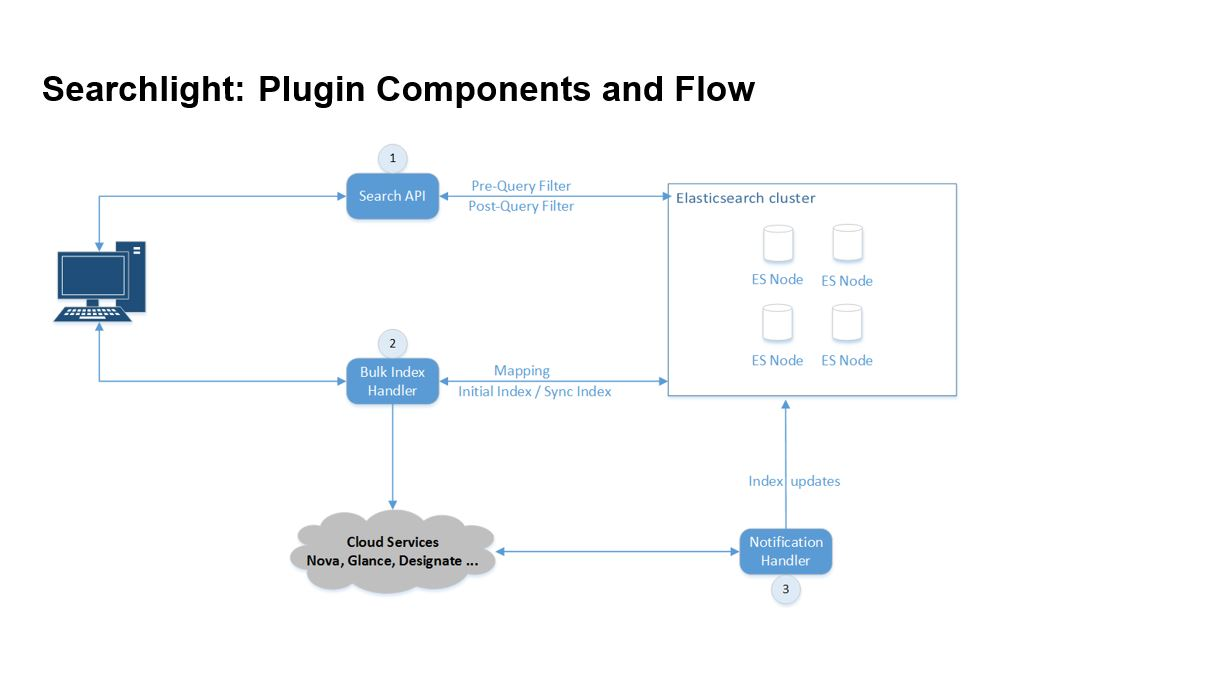 Searchlight: Plugin Components and Flow
1
Search API
Pre-Query Filter
Post-Query Filter
Elasticsearch cluster
ES Node
ES Node
ES Node
ES Node
2
Bulk Index
Handler
Mapping
Initial Index / Sync Index
Index updates
Cloud Services
Nova, Glance, Designate ...
Notification
Handler
3